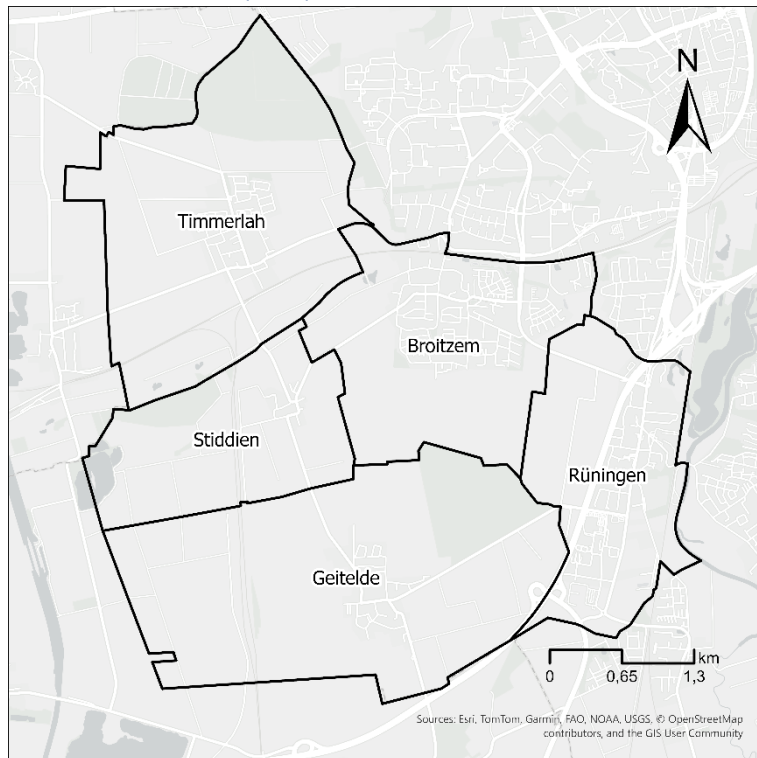 N
Timmerlah
Broitzem
Stiddien
Rüningen
Geitelde
km
0 0,65 1,3
Sources: Esri, TomTom, Garmin, FAO, NOAA, USGS, © OpenStreetMap
contributors, and the GIS User Community